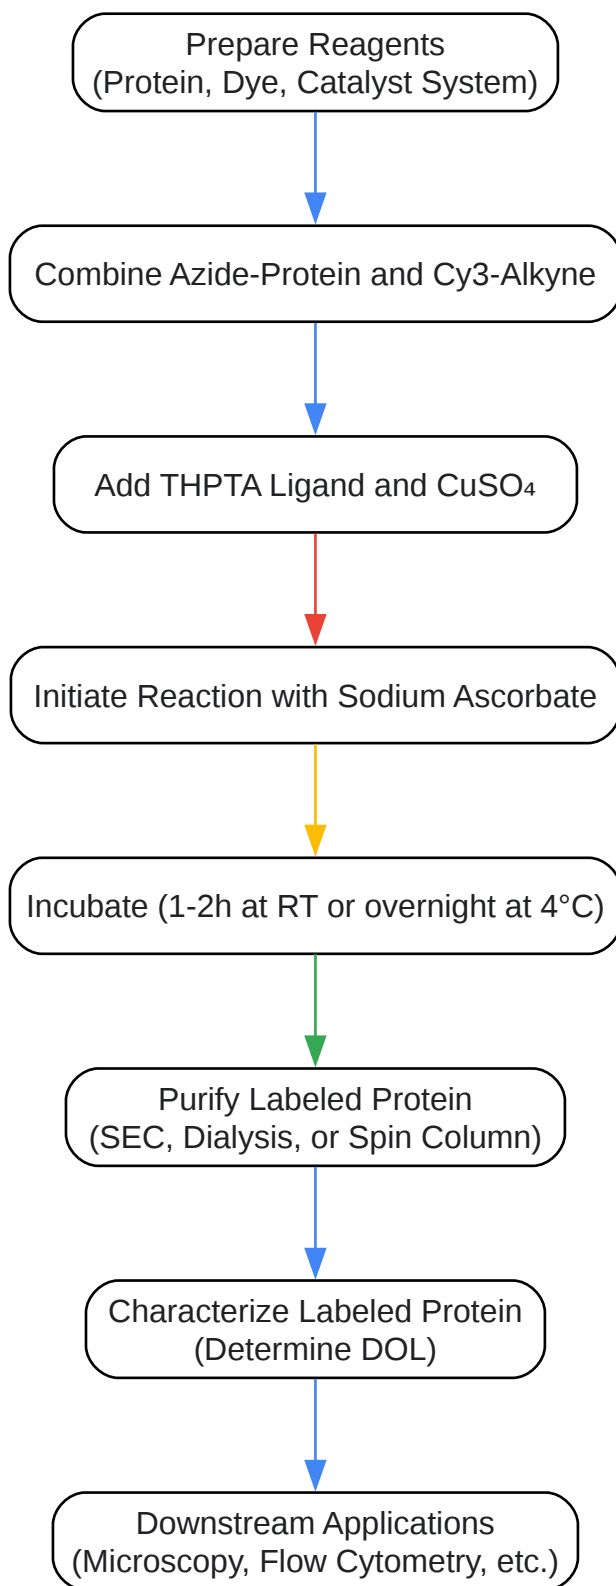 Prepare Reagents
(Protein, Dye, Catalyst System)
Combine Azide-Protein and Cy3-Alkyne
Add THPTA Ligand and CuSO₄
Initiate Reaction with Sodium Ascorbate
Incubate (1-2h at RT or overnight at 4°C)
Purify Labeled Protein
(SEC, Dialysis, or Spin Column)
Characterize Labeled Protein
(Determine DOL)
Downstream Applications
(Microscopy, Flow Cytometry, etc.)